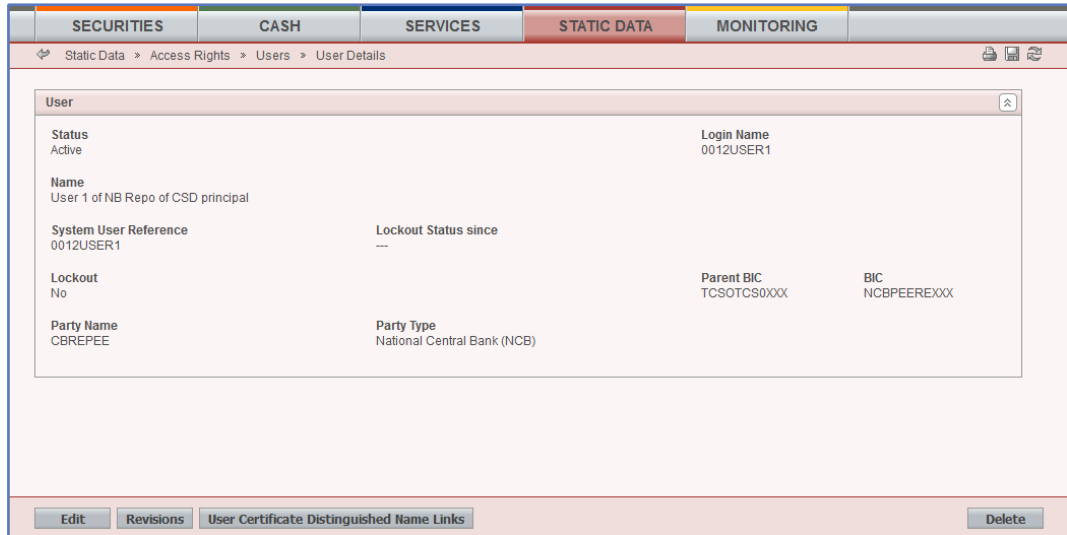 SECURITIES CASH SERVICES STATIC DATA MONITORING
Static Data » Access Rights » Users » User Details
User
Status Login Name
Active 0012USER1
Name
User 1 of NB Repo of CSD principal
System User Reference Lockout Status since
0012USER1 ---
Lockout Parent BIC BIC
No TCSOTCS0XXX NCBPEEREXXX
Party Name Party Type
CBREPEE National Central Bank (NCB)
Edit Revisions User Certificate Distinguished Name Links Delete